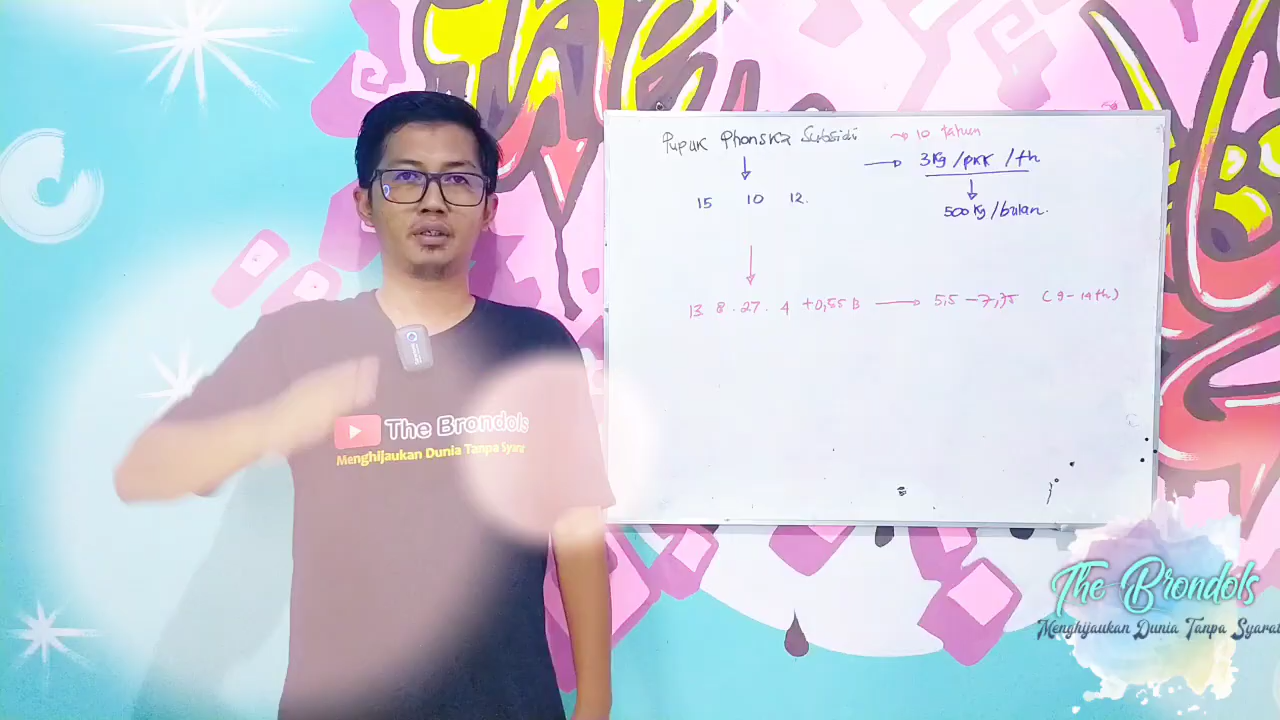 Pupuk Phonska Subsidi → 10 tahun
→ 3 Kg /pkk /th
15 10 12.
500 Kg /bulan.
13 8 . 27 . 4 +0,55 B → 5,5 – 7,75 ( 9 – 14 th )
The Brondols
Menghijaukan Dunia Tanpa Syarat
The Brondols
Menghijaukan Dunia Tanpa Syarat